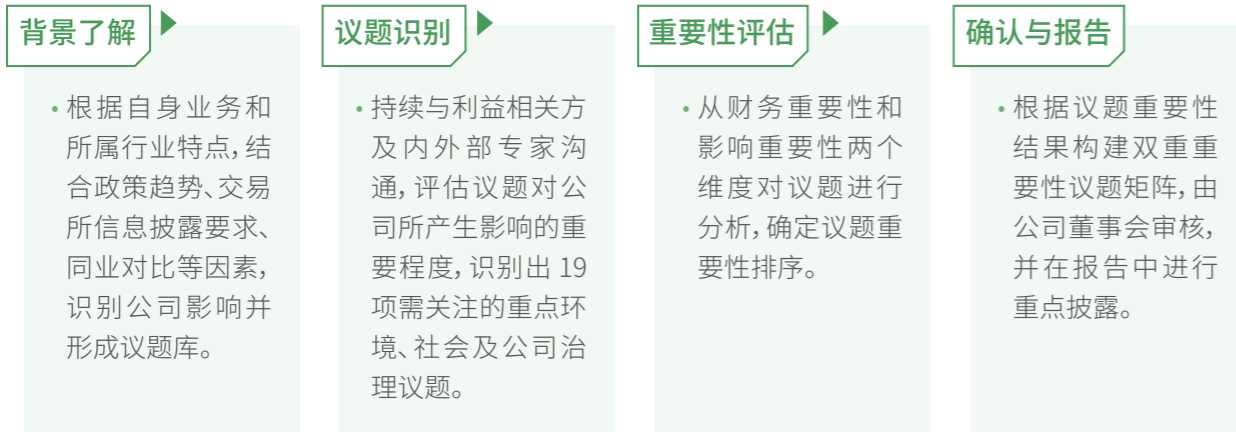 背景了解
• 根据自身业务和
所属行业特点，结
合政策趋势、交易
所信息披露要求、
同业对比等因素，
识别公司影响并
形成议题库。
议题识别
• 持续与利益相关方
及内外部专家沟
通，评估议题对公
司所产生影响的重
要程度，识别出 19
项需关注的重点环
境、社会及公司治
理议题。
重要性评估
• 从财务重要性和
影响重要性两个
维度对议题进行
分析，确定议题重
要性排序。
确认与报告
• 根据议题重要性
结果构建双重重
要性议题矩阵，由
公司董事会审核，
并在报告中进行
重点披露。